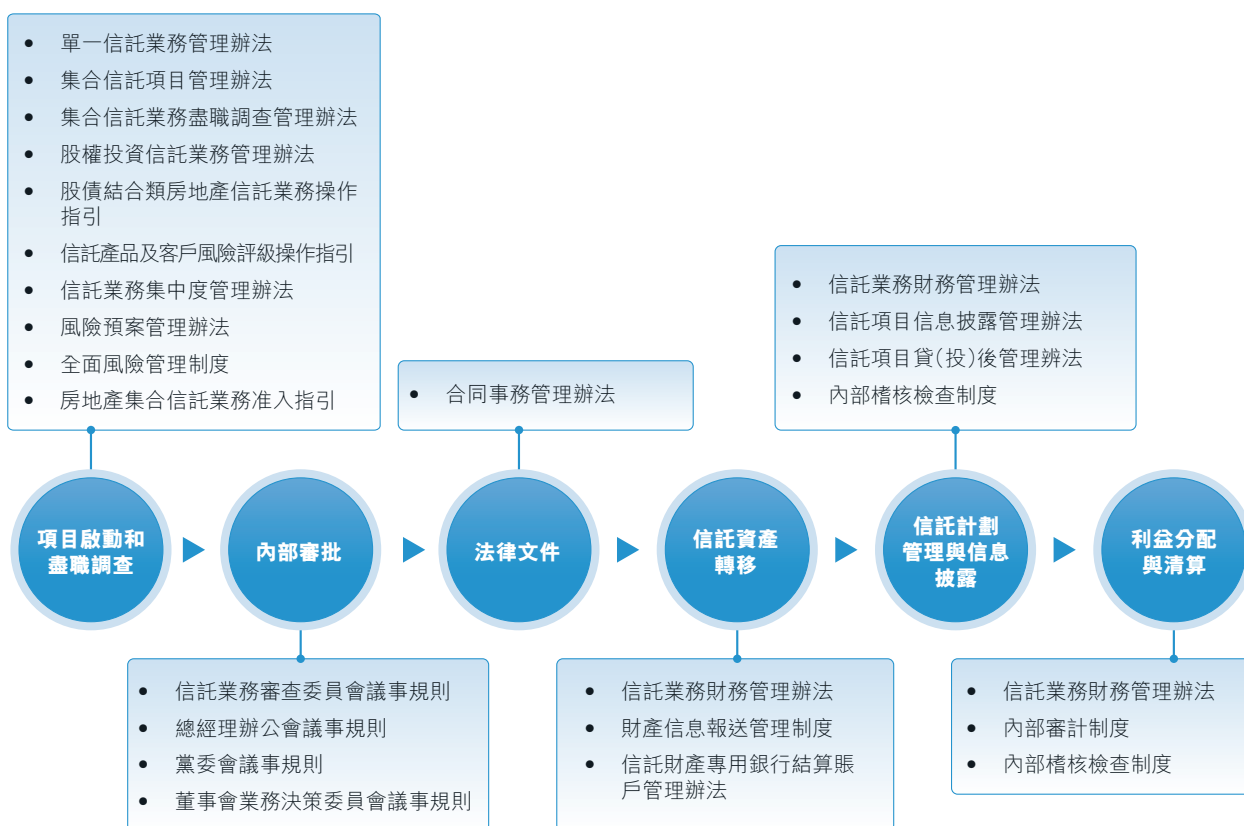 • 單一信託業務管理辦法
• 集合信託項目管理辦法
• 集合信託業務盡職調查管理辦法
• 股權投資信託業務管理辦法
• 股債結合類房地產信託業務操作
指引
• 信託產品及客戶風險評級操作指引
• 信託業務集中度管理辦法
• 風險預案管理辦法
• 全面風險管理制度
• 房地產集合信託業務准入指引
• 合同事務管理辦法
• 信託業務財務管理辦法
• 信託項目信息披露管理辦法
• 信託項目貸(投)後管理辨法
• 內部稽核檢查制度
項目啟動和
盡職調查
內部審批
法律文件
信託資產
轉移
信託計劃
管理與信息
披露
利益分配
與清算
• 信託業務審查委員會議事規則
• 總經理辦公會議事規則
• 黨委會議事規則
• 董事會業務決策委員會議事規則
• 信託業務財務管理辦法
• 財產信息報送管理制度
• 信託財產專用銀行結算賬
戶管理辦法
• 信託業務財務管理辦法
• 內部審計制度
• 內部稽核檢查制度